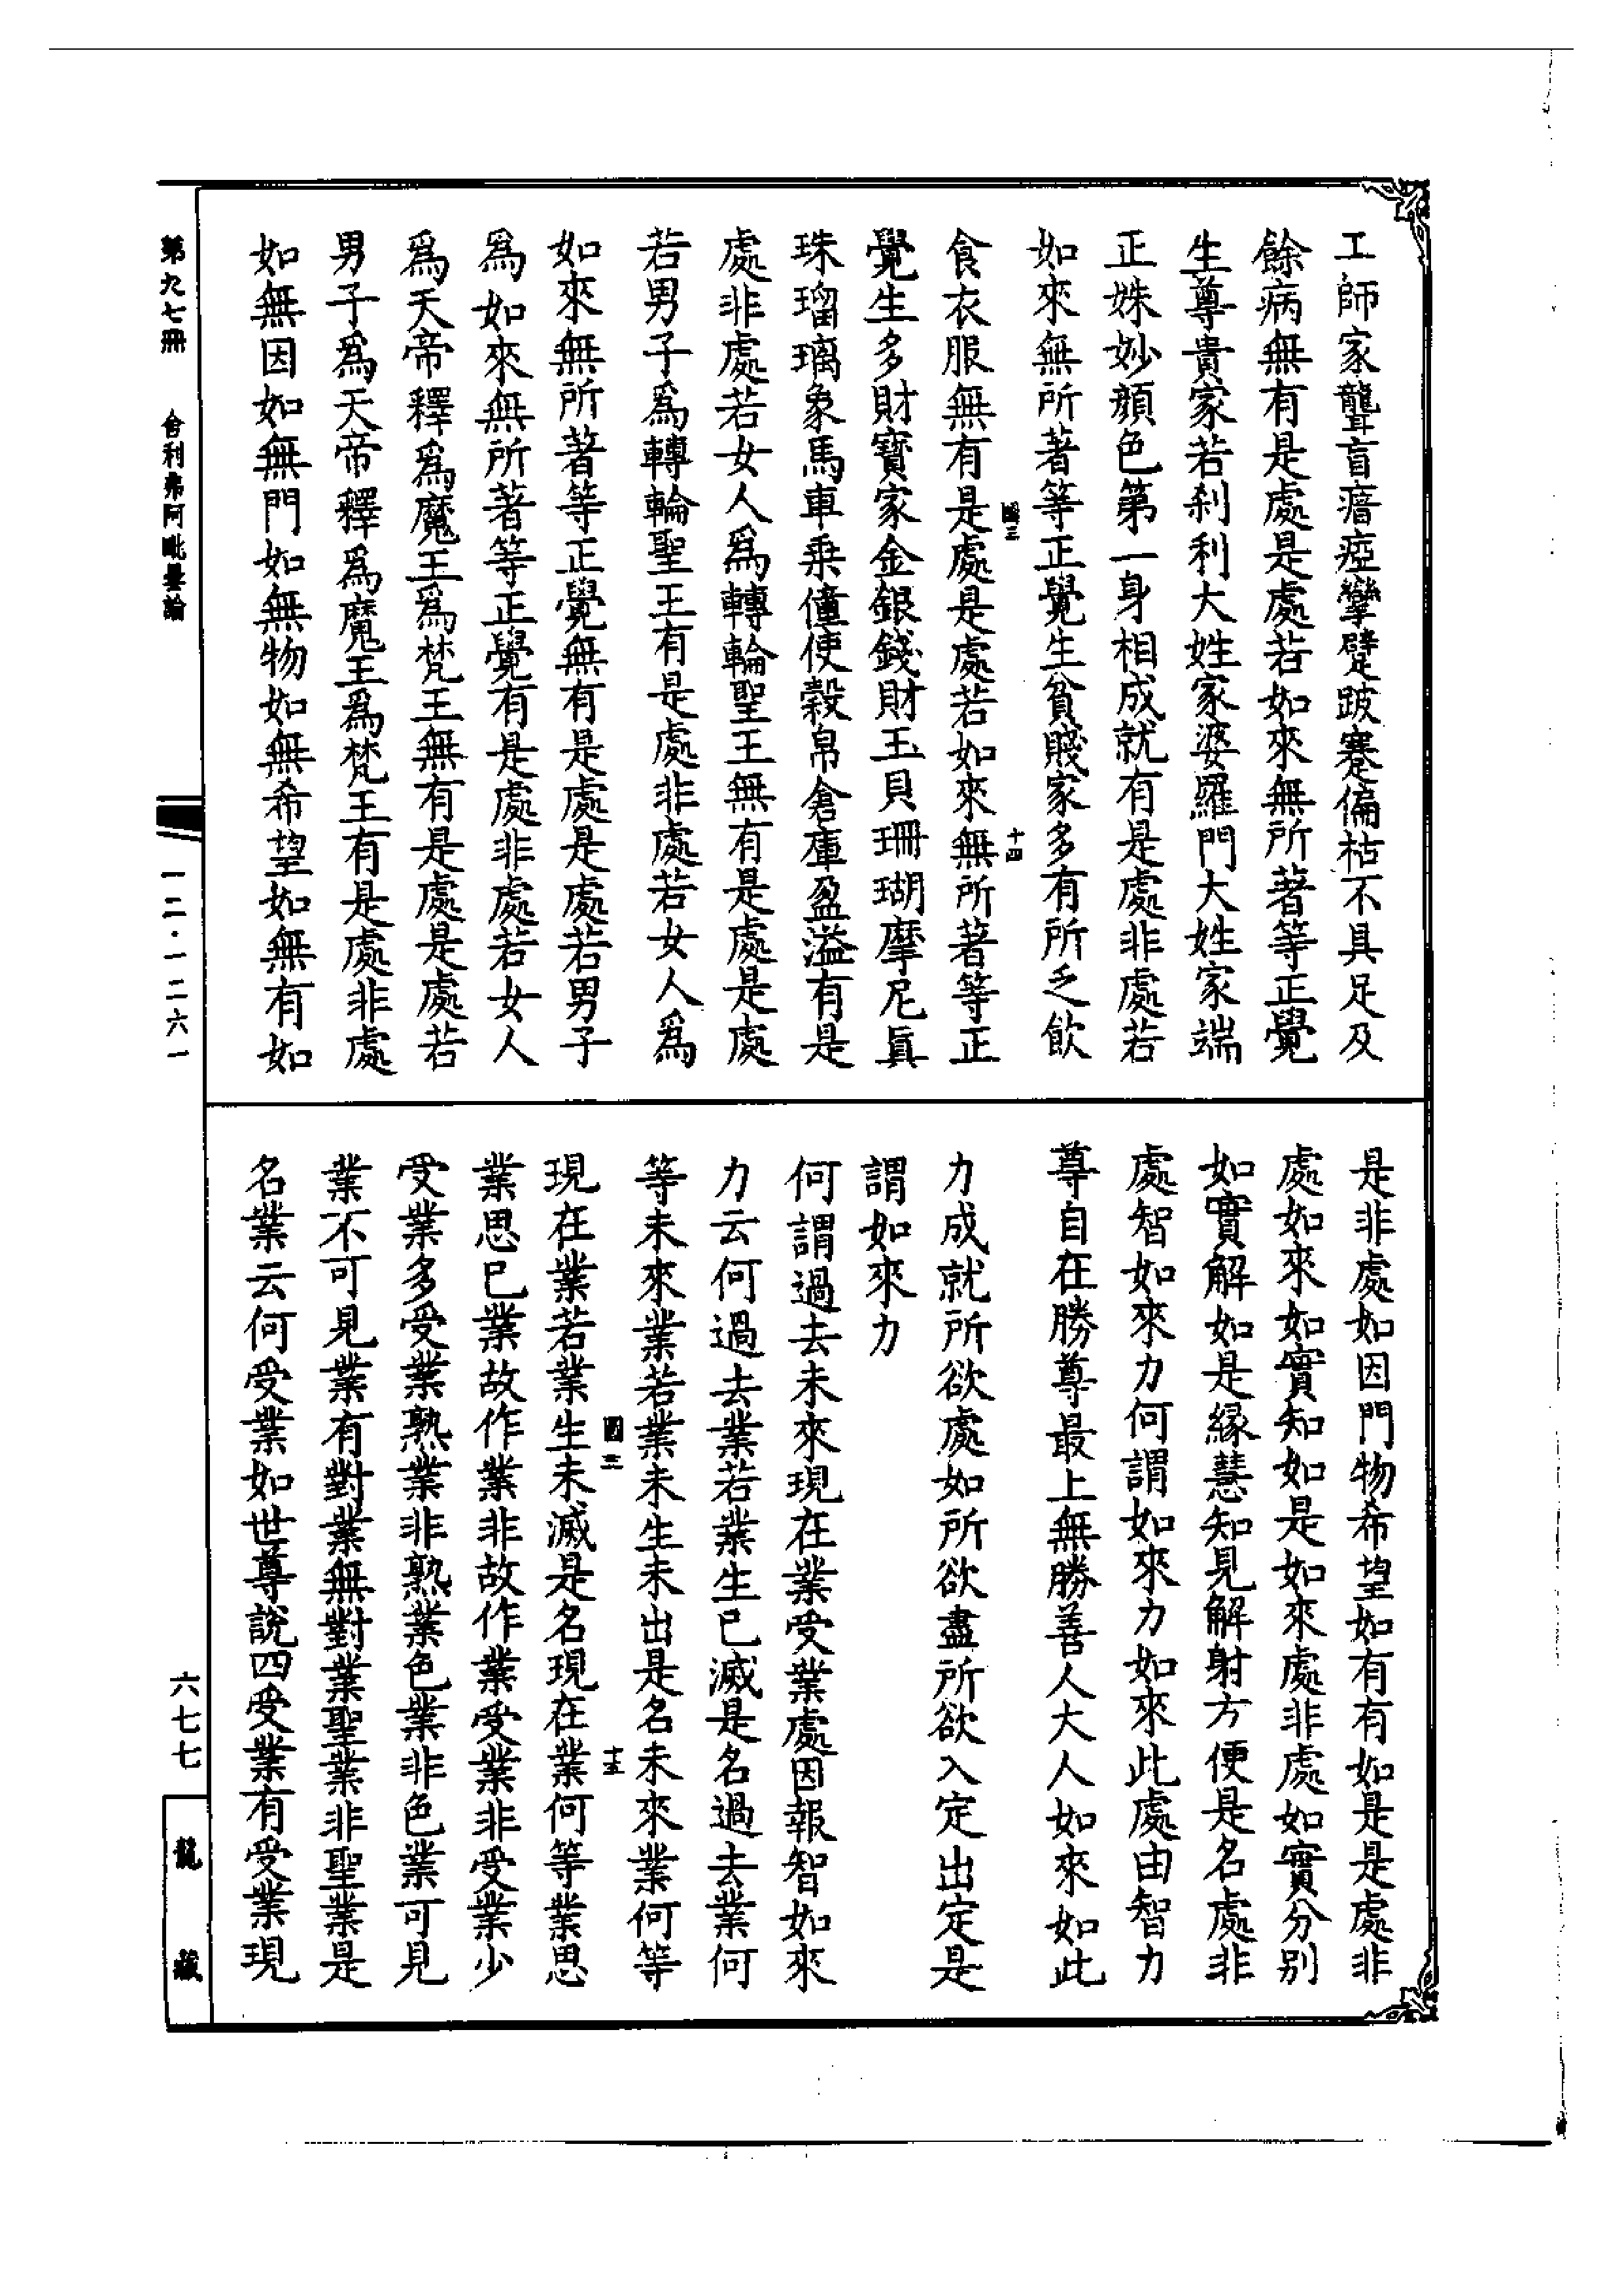 工師家聾盲瘖瘂攣躄跛蹇偏枯不具足及
餘病無有是處是處若如來無所著等正覺
生尊貴家若刹利大姓家婆羅門大姓家端
正姝妙顏色第一身相成就有是處非處若
如來無所著等正覺生貧賤家多有所乏飲
食衣服無有是處是處若如來無所著等正
國三
十四
覺生多財寶家金銀錢財玉貝珊瑚摩尼眞
珠瑠璃象馬車乗僮使穀帛倉庫盈溢有是
處非處若女人爲轉輪聖王無有是處是處
若男子爲轉輪聖王有是處非處若女人爲
如來無所著等正覺無有是處是處若男子
爲如來無所著等正覺有是處非處若女人
爲天帝釋爲魔王爲梵王無有是處是處若
男子爲天帝釋爲魔王爲梵王有是處非處
如無因如無門如無物如無希望如無有如
是非處如因門物希望如有有如是是處非
處如來如實知如是如來處非處如實分别
如實解如是縁慧知見解射方便是名處非
處智如來力何謂如來力如來此處由智力
尊自在勝尊最上無勝善人大人如來如此
力成就所欲處如所欲盡所欲入定出定是
謂如來力
何謂過去未來現在業受業處因報智如來
力云何過去業若業生已滅是名過去業何
等未來業若業未生未出是名未來業何等
國三
十五
現在業若業生未滅是名現在業何等業思
業思已業故作業非故作業受業非受業少
受業多受業熟業非熟業色業非色業可見
業不可見業有對業無對業聖業非聖業是
名業云何受業如世尊說四受業有受業現
第九七冊
舍利弗阿毗曇論
一二·一二六一
六七七
龍藏